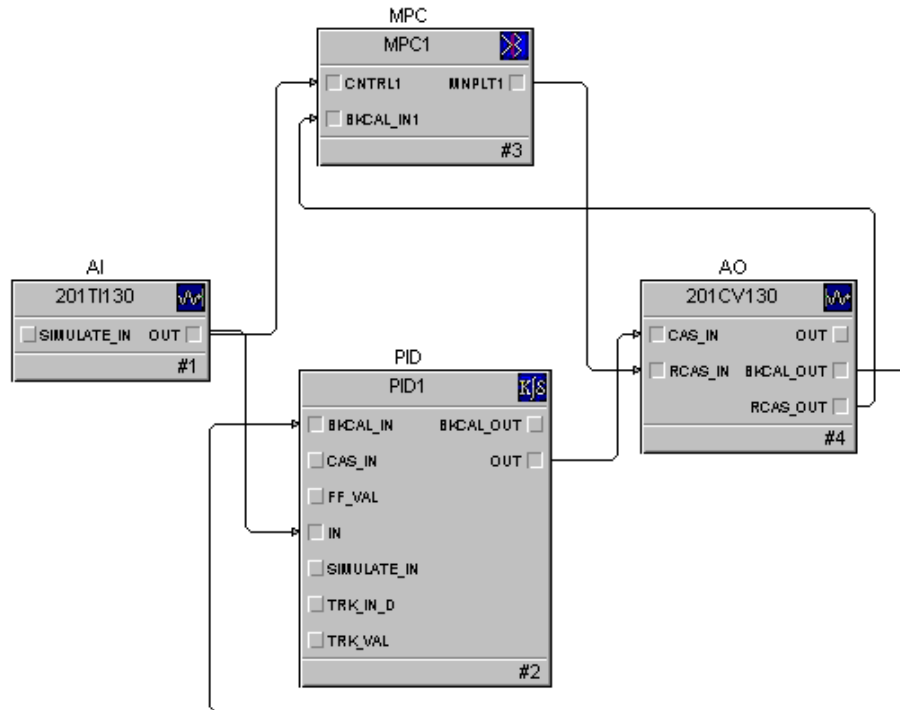 MPC
MPC1
CNTRL1 MNPLT1
BKCAL_IN1
#3
AI
201TI130
SIMULATE_IN OUT
#1
PID
PID1
K∫δ
BKCAL_IN BKCAL_OUT
CAS_IN OUT
FF_VAL
IN
SIMULATE_IN
TRK_IN_D
TRK_VAL
#2
AO
201CV130
CAS_IN OUT
RCAS_IN BKCAL_OUT
RCAS_OUT
#4